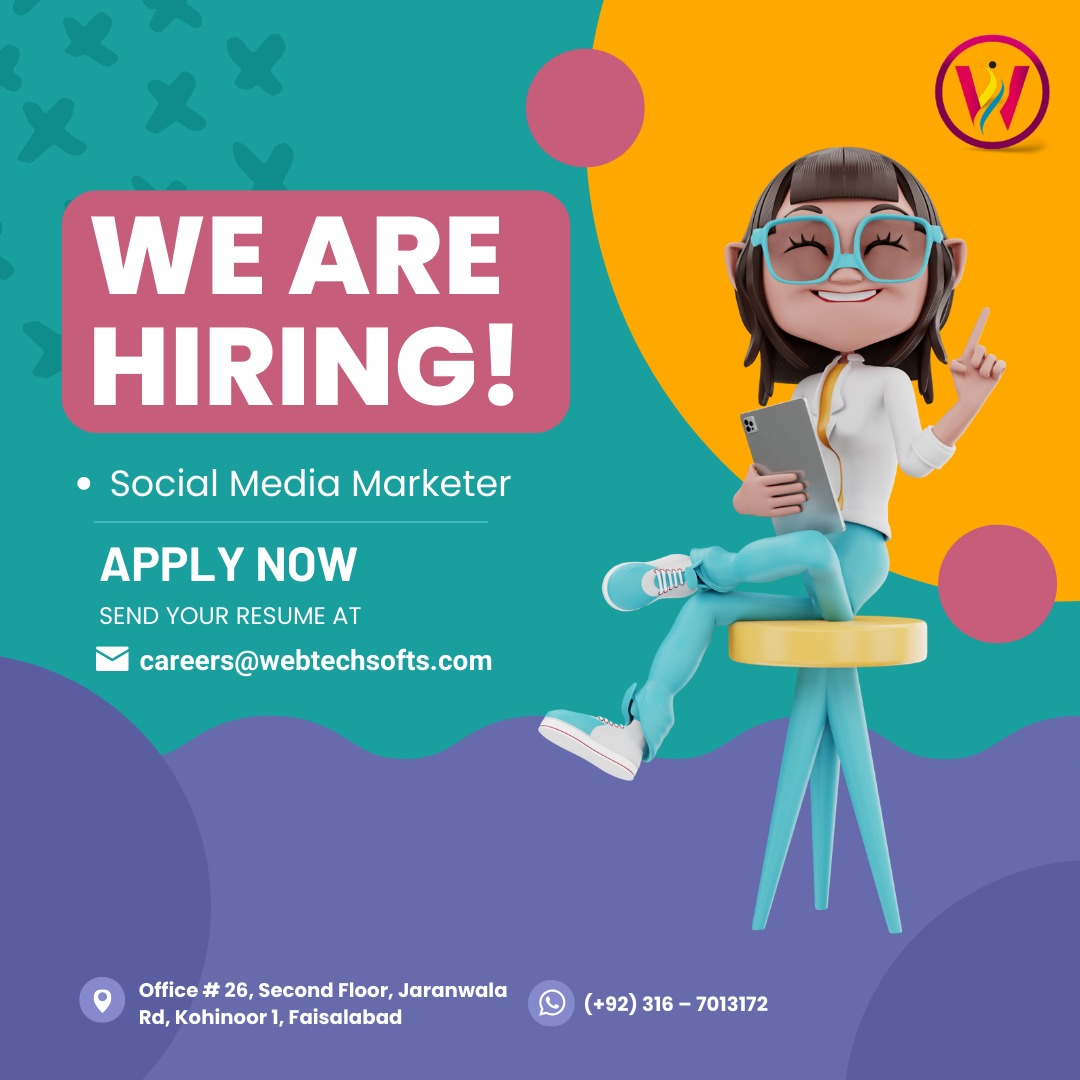 WE ARE
HIRING!
• Social Media Marketer
APPLY NOW
SEND YOUR RESUME AT
careers@webtechsofts.com
Office # 26, Second Floor, Jaranwala
Rd, Kohinoor 1, Faisalabad
(+92) 316 – 7013172